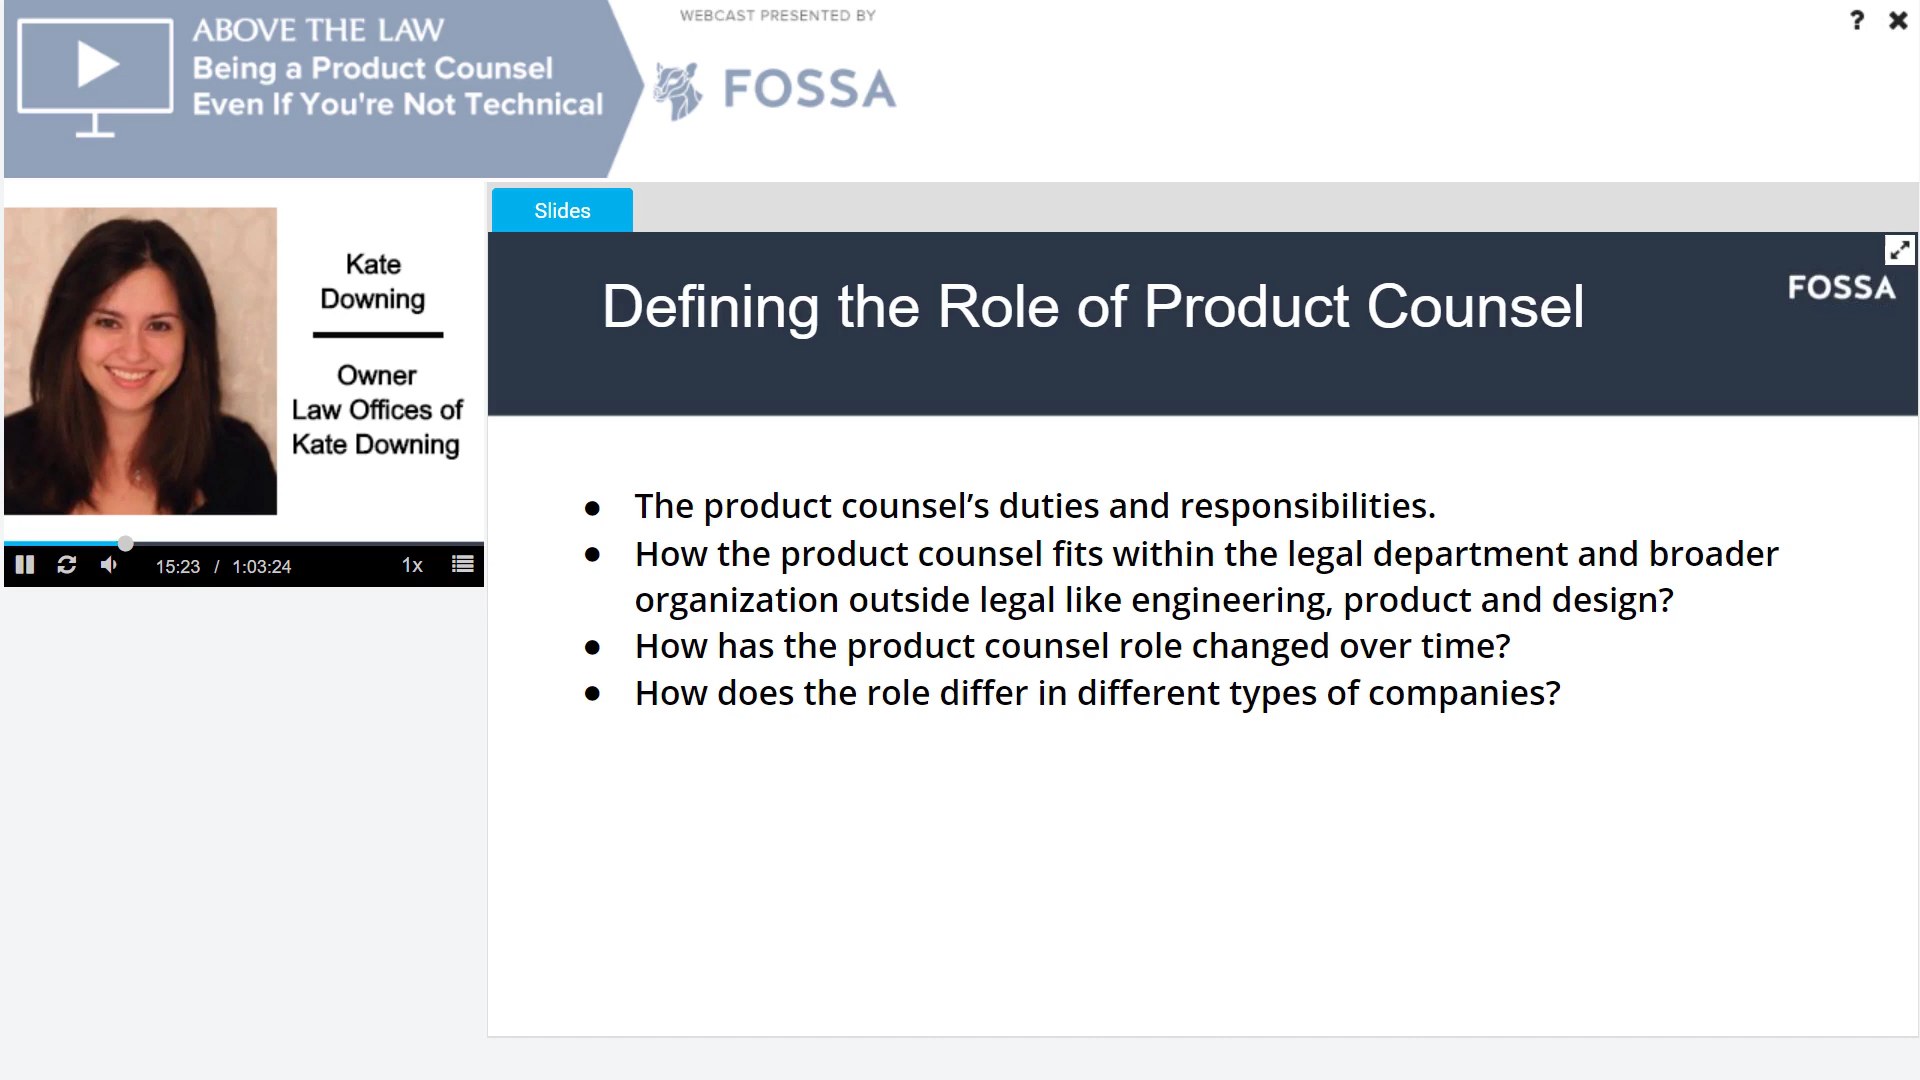 ABOVE THE LAW
Being a Product Counsel
Even If You're Not Technical
WEBCAST PRESENTED BY
FOSSA
? ✖
Kate
Downing
Owner
Law Offices of
Kate Downing
15:23 / 1:03:24
1x
Slides
Defining the Role of Product Counsel
FOSSA
● The product counsel’s duties and responsibilities.
● How the product counsel fits within the legal department and broader
organization outside legal like engineering, product and design?
● How has the product counsel role changed over time?
● How does the role differ in different types of companies?